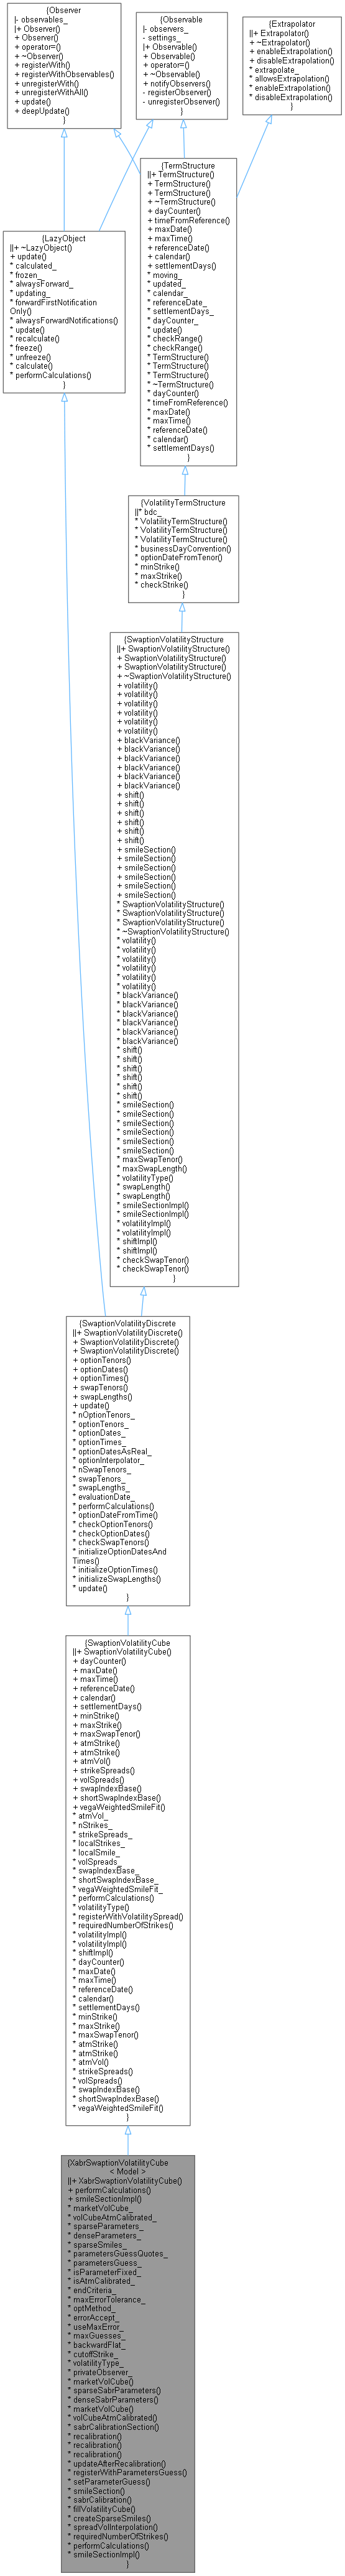 {Observer
|- observables_
|+ Observer()
+ Observer()
+ operator=()
+ ~Observer()
+ registerWith()
+ registerWithObservables()
+ unregisterWith()
+ unregisterWithAll()
+ update()
+ deepUpdate()
}
{Observable
|- observers_
- settings_
|+ Observable()
+ Observable()
+ operator=()
+ ~Observable()
+ notifyObservers()
- registerObserver()
- unregisterObserver()
}
{Extrapolator
||+ Extrapolator()
+ ~Extrapolator()
+ enableExtrapolation()
+ disableExtrapolation()
* extrapolate_
* allowsExtrapolation()
* enableExtrapolation()
* disableExtrapolation()
}
{LazyObject
||+ ~LazyObject()
+ update()
* calculated_
* frozen_
* alwaysForward_
* updating_
* forwardFirstNotification
Only()
* alwaysForwardNotifications()
* update()
* recalculate()
* freeze()
* unfreeze()
* calculate()
* performCalculations()
}
{TermStructure
||+ TermStructure()
+ TermStructure()
+ TermStructure()
+ ~TermStructure()
+ dayCounter()
+ timeFromReference()
+ maxDate()
+ maxTime()
+ referenceDate()
+ calendar()
+ settlementDays()
* moving_
* updated_
* calendar_
* referenceDate_
* settlementDays_
* dayCounter_
* update()
* checkRange()
* checkRange()
* TermStructure()
* TermStructure()
* TermStructure()
* ~TermStructure()
* dayCounter()
* timeFromReference()
* maxDate()
* maxTime()
* referenceDate()
* calendar()
* settlementDays()
}
{VolatilityTermStructure
||* bdc_
* VolatilityTermStructure()
* VolatilityTermStructure()
* VolatilityTermStructure()
* businessDayConvention()
* optionDateFromTenor()
* minStrike()
* maxStrike()
* checkStrike()
}
{SwaptionVolatilityStructure
||+ SwaptionVolatilityStructure()
+ SwaptionVolatilityStructure()
+ SwaptionVolatilityStructure()
+ ~SwaptionVolatilityStructure()
+ volatility()
+ volatility()
+ volatility()
+ volatility()
+ volatility()
+ volatility()
+ blackVariance()
+ blackVariance()
+ blackVariance()
+ blackVariance()
+ blackVariance()
+ blackVariance()
+ shift()
+ shift()
+ shift()
+ shift()
+ shift()
+ shift()
+ smileSection()
+ smileSection()
+ smileSection()
+ smileSection()
+ smileSection()
+ smileSection()
* SwaptionVolatilityStructure()
* SwaptionVolatilityStructure()
* SwaptionVolatilityStructure()
* ~SwaptionVolatilityStructure()
* volatility()
* volatility()
* volatility()
* volatility()
* volatility()
* volatility()
* blackVariance()
* blackVariance()
* blackVariance()
* blackVariance()
* blackVariance()
* blackVariance()
* shift()
* shift()
* shift()
* shift()
* shift()
* shift()
* smileSection()
* smileSection()
* smileSection()
* smileSection()
* smileSection()
* smileSection()
* maxSwapTenor()
* maxSwapLength()
* volatilityType()
* swapLength()
* swapLength()
* smileSectionImpl()
* smileSectionImpl()
* volatilityImpl()
* volatilityImpl()
* shiftImpl()
* shiftImpl()
* checkSwapTenor()
* checkSwapTenor()
}
{SwaptionVolatilityDiscrete
||+ SwaptionVolatilityDiscrete()
+ SwaptionVolatilityDiscrete()
+ SwaptionVolatilityDiscrete()
+ optionTenors()
+ optionDates()
+ optionTimes()
+ swapTenors()
+ swapLengths()
+ update()
* nOptionTenors_
* optionTenors_
* optionDates_
* optionTimes_
* optionDatesAsReal_
* optionInterpolator_
* nSwapTenors_
* swapTenors_
* swapLengths_
* evaluationDate_
* performCalculations()
* optionDateFromTime()
* checkOptionTenors()
* checkOptionDates()
* checkSwapTenors()
* initializeOptionDatesAnd
Times()
* initializeOptionTimes()
* initializeSwapLengths()
* update()
}
{SwaptionVolatilityCube
||+ SwaptionVolatilityCube()
+ dayCounter()
+ maxDate()
+ maxTime()
+ referenceDate()
+ calendar()
+ settlementDays()
+ minStrike()
+ maxStrike()
+ maxSwapTenor()
+ atmStrike()
+ atmStrike()
+ atmVol()
+ strikeSpreads()
+ volSpreads()
+ swapIndexBase()
+ shortSwapIndexBase()
+ vegaWeightedSmileFit()
* atmVol_
* nStrikes_
* strikeSpreads_
* localStrikes_
* localSmile_
* volSpreads_
* swapIndexBase_
* shortSwapIndexBase_
* vegaWeightedSmileFit_
* performCalculations()
* volatilityType()
* registerWithVolatilitySpread()
* requiredNumberOfStrikes()
* volatilityImpl()
* volatilityImpl()
* shiftImpl()
* dayCounter()
* maxDate()
* maxTime()
* referenceDate()
* calendar()
* settlementDays()
* minStrike()
* maxStrike()
* maxSwapTenor()
* atmStrike()
* atmStrike()
* atmVol()
* strikeSpreads()
* volSpreads()
* swapIndexBase()
* shortSwapIndexBase()
* vegaWeightedSmileFit()
}
{XabrSwaptionVolatilityCube
< Model >
||+ XabrSwaptionVolatilityCube()
+ performCalculations()
+ smileSectionImpl()
* marketVolCube_
* volCubeAtmCalibrated_
* sparseParameters_
* denseParameters_
* sparseSmiles_
* parametersGuessQuotes_
* parametersGuess_
* isParameterFixed_
* isAtmCalibrated_
* endCriteria_
* maxErrorTolerance_
* optMethod_
* errorAccept_
* useMaxError_
* maxGuesses_
* backwardFlat_
* cutoffStrike_
* volatilityType_
* privateObserver_
* marketVolCube()
* sparseSabrParameters()
* denseSabrParameters()
* marketVolCube()
* volCubeAtmCalibrated()
* sabrCalibrationSection()
* recalibration()
* recalibration()
* recalibration()
* updateAfterRecalibration()
* registerWithParametersGuess()
* setParameterGuess()
* smileSection()
* sabrCalibration()
* fillVolatilityCube()
* createSparseSmiles()
* spreadVolInterpolation()
* requiredNumberOfStrikes()
* performCalculations()
* smileSectionImpl()
}